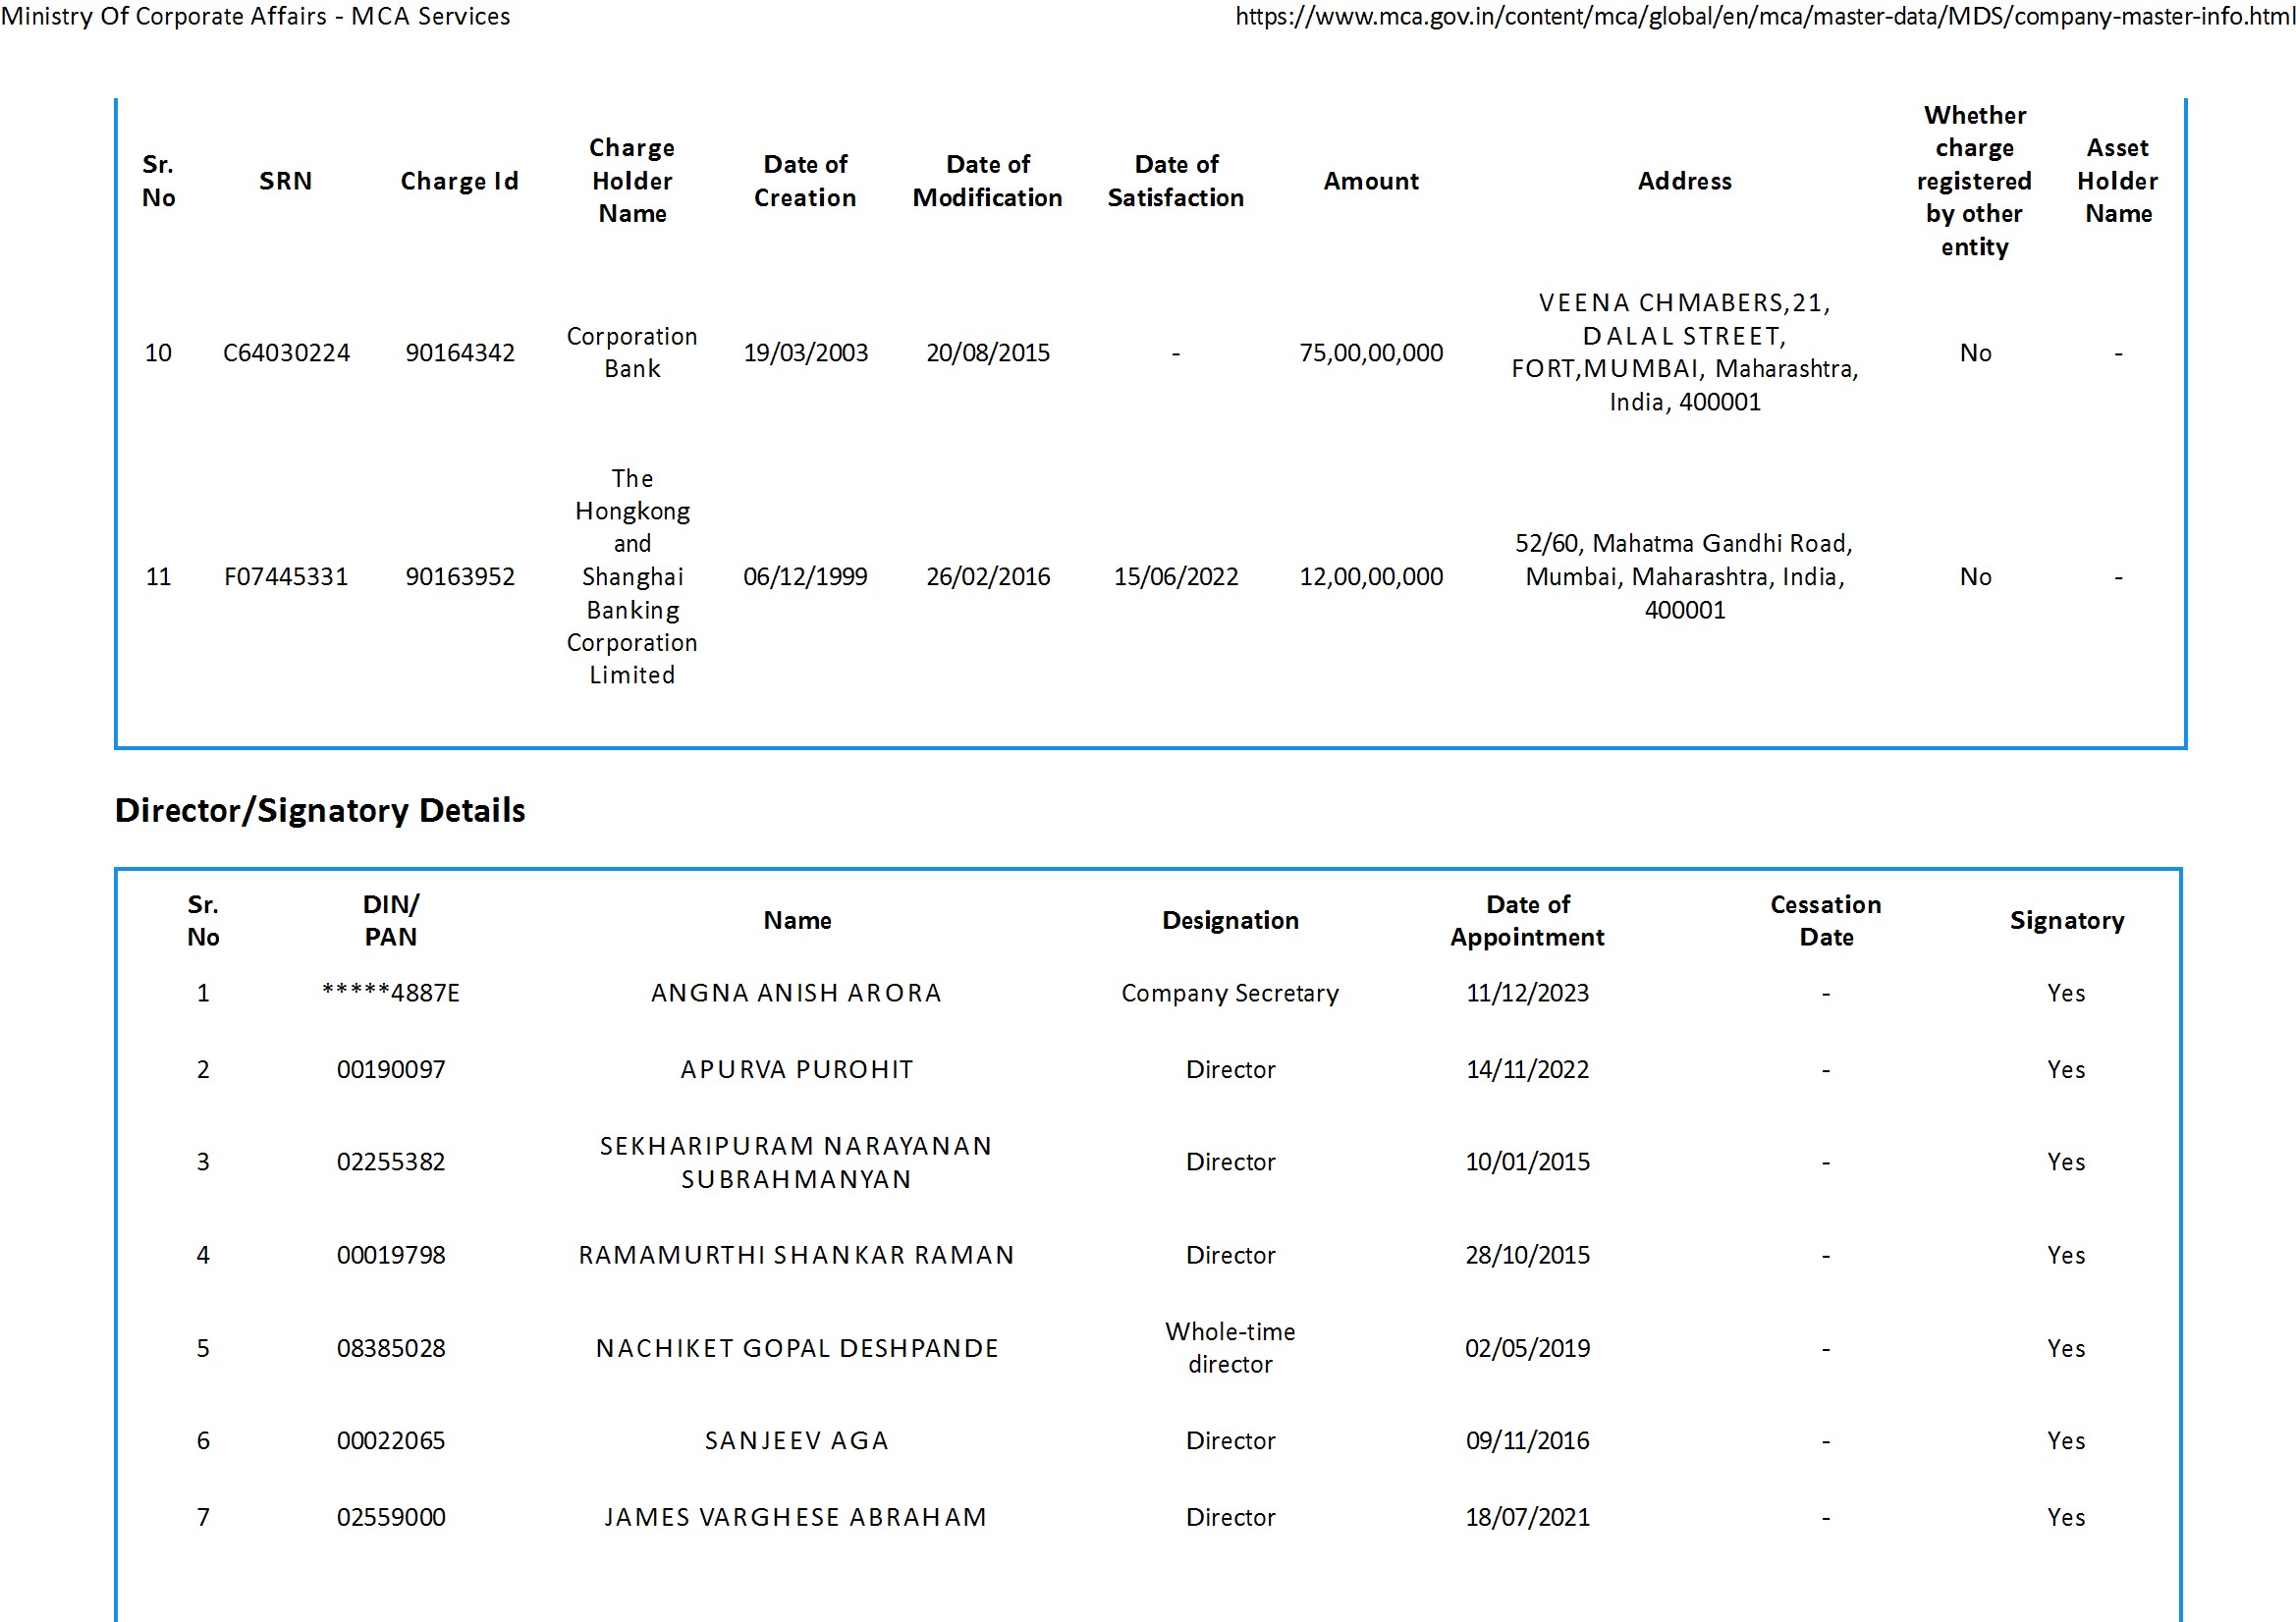 Ministry Of Corporate Affairs - MCA Services https://www.mca.gov.in/content/mca/global/en/mca/master-data/MDS/company-master-info.html
Sr. No SRN Charge Id Charge Holder Name Date of Creation Date of Modification Date of Satisfaction Amount Address Whether charge registered by other entity Asset Holder Name
10 C64030224 90164342 Corporation Bank 19/03/2003 20/08/2015 - 75,00,00,000 VEENA CHMABERS,21, DALAL STREET, FORT,MUMBAI, Maharashtra, India, 400001 No -
11 F07445331 90163952 The Hongkong and Shanghai Banking Corporation Limited 06/12/1999 26/02/2016 15/06/2022 12,00,00,000 52/60, Mahatma Gandhi Road, Mumbai, Maharashtra, India, 400001 No -
Director/Signatory Details
Sr. No DIN/ PAN Name Designation Date of Appointment Cessation Date Signatory
1 *****4887E ANGNA ANISH ARORA Company Secretary 11/12/2023 - Yes
2 00190097 APURVA PUROHIT Director 14/11/2022 - Yes
3 02255382 SEKHARIPURAM NARAYANAN SUBRAHMANYAN Director 10/01/2015 - Yes
4 00019798 RAMAMURTHI SHANKAR RAMAN Director 28/10/2015 - Yes
5 08385028 NACHIKET GOPAL DESHPANDE Whole-time director 02/05/2019 - Yes
6 00022065 SANJEEV AGA Director 09/11/2016 - Yes
7 02559000 JAMES VARGHESE ABRAHAM Director 18/07/2021 - Yes